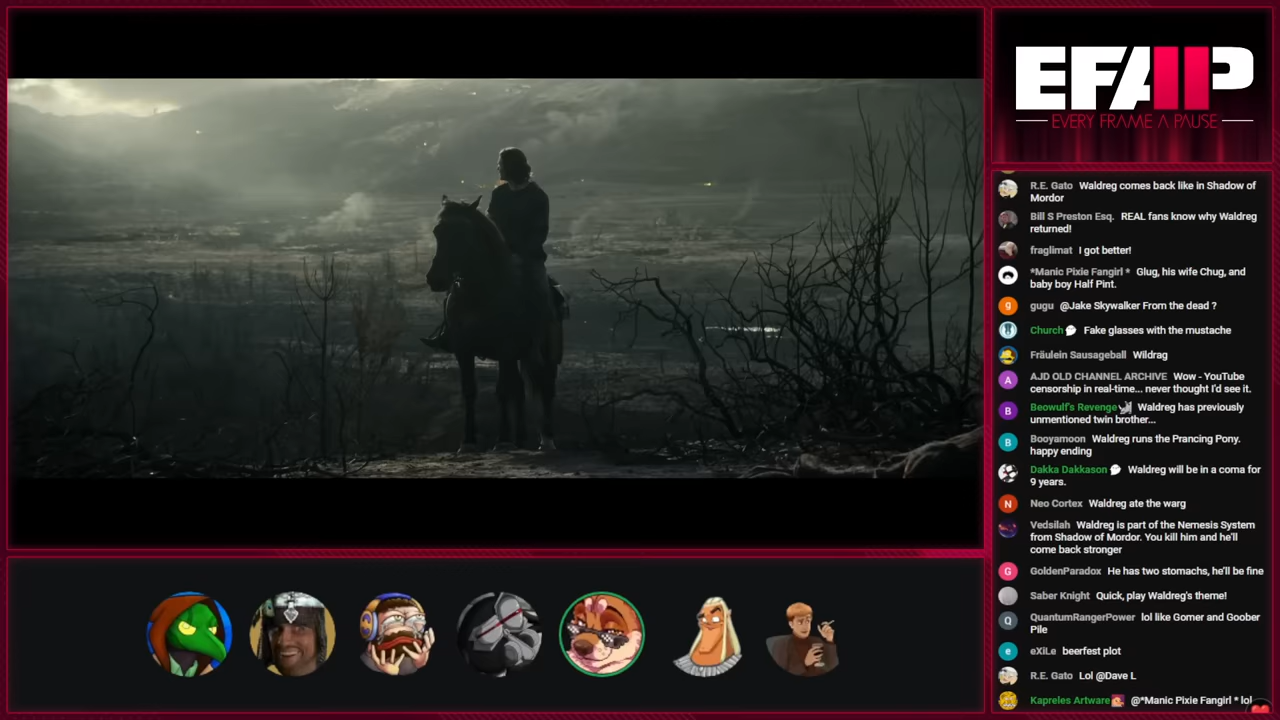 EFAP
EVERY FRAME A PAUSE
R.E. Gato Waldreg comes back like in Shadow of
Mordor
Bill S Preston Esq. REAL fans know why Waldreg
returned!
fraglimat I got better!
*Manic Pixie Fangirl * Glug, his wife Chug, and
baby boy Half Pint.
g
gugu @Jake Skywalker From the dead ?
Church Fake glasses with the mustache
Fräulein Sausageball Wildrag
A
AJD OLD CHANNEL ARCHIVE Wow - YouTube
censorship in real-time... never thought I'd see it.
B
Beowulf's Revenge Waldreg has previously
unmentioned twin brother...
B
Booyamoon Waldreg runs the Prancing Pony.
happy ending
Dakka Dakkason Waldreg will be in a coma for
9 years.
N
Neo Cortex Waldreg ate the warg
Vedsilah Waldreg is part of the Nemesis System
from Shadow of Mordor. You kill him and he'll
come back stronger
G
GoldenParadox He has two stomachs, he'll be fine
Saber Knight Quick, play Waldreg's theme!
Q
QuantumRangerPower lol like Gomer and Goober
Pile
e
eXiLe beerfest plot
R.E. Gato Lol @Dave L
Kapreles Artware @*Manic Pixie Fangirl * lol